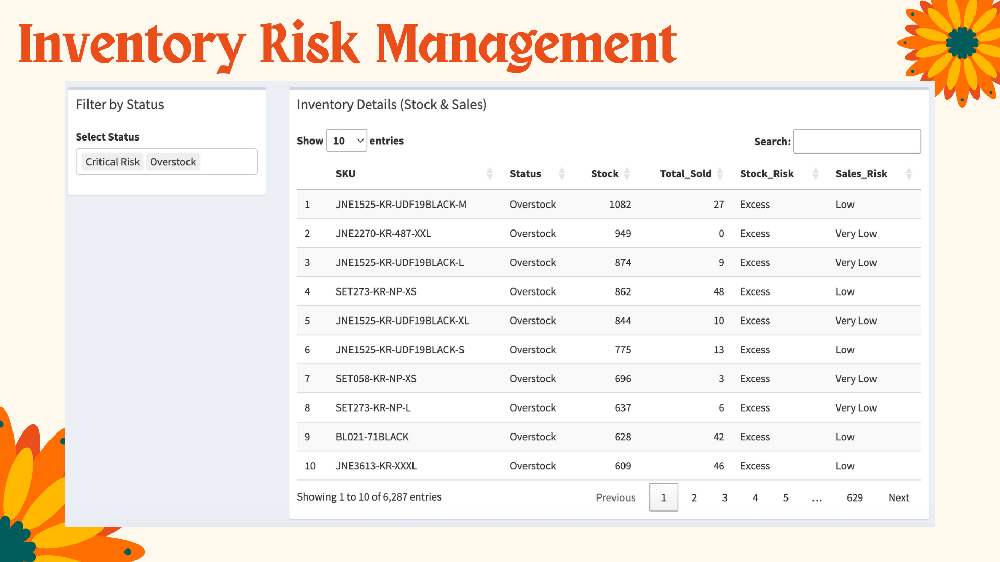 Inventory Risk Management
Filter by Status
Select Status
Critical Risk Overstock
Inventory Details (Stock & Sales)
Show 10 entries
Search:
SKU Status Stock Total_Sold Stock_Risk Sales_Risk
1 JNE1525-KR-UDF19BLACK-M Overstock 1082 27 Excess Low
2 JNE2270-KR-487-XXL Overstock 949 0 Excess Very Low
3 JNE1525-KR-UDF19BLACK-L Overstock 874 9 Excess Very Low
4 SET273-KR-NP-XS Overstock 862 48 Excess Low
5 JNE1525-KR-UDF19BLACK-XL Overstock 844 10 Excess Very Low
6 JNE1525-KR-UDF19BLACK-S Overstock 775 13 Excess Low
7 SET058-KR-NP-XS Overstock 696 3 Excess Very Low
8 SET273-KR-NP-L Overstock 637 6 Excess Very Low
9 BL021-71BLACK Overstock 628 42 Excess Low
10 JNE3613-KR-XXXL Overstock 609 46 Excess Low
Showing 1 to 10 of 6,287 entries
Previous 1 2 3 4 5 … 629 Next